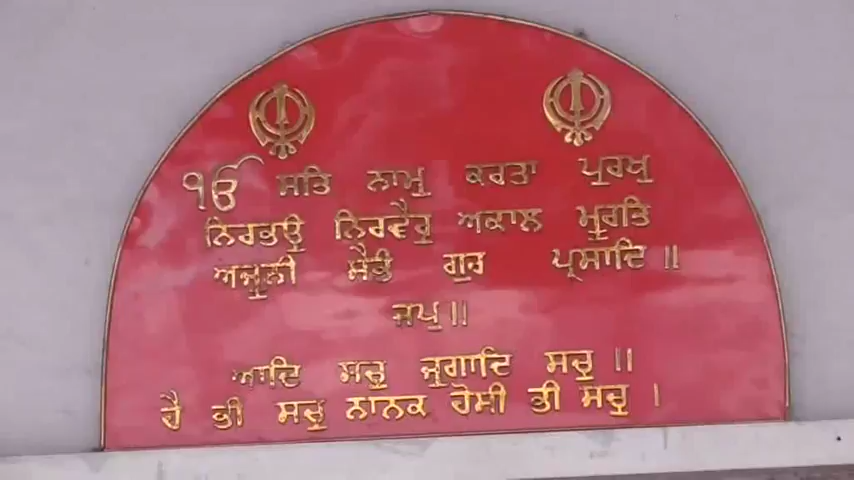 ੴ ਸਤਿ ਨਾਮੁ ਕਰਤਾ ਪੁਰਖੁ
ਨਿਰਭਉ ਨਿਰਵੈਰੁ ਅਕਾਲ ਮੂਰਤਿ
ਅਜੂਨੀ ਸੈਭੰ ਗੁਰ ਪ੍ਰਸਾਦਿ ॥
ਜਪੁ ॥
ਆਦਿ ਸਚੁ ਜੁਗਾਦਿ ਸਚੁ ॥
ਹੈ ਭੀ ਸਚੁ ਨਾਨਕ ਹੋਸੀ ਭੀ ਸਚੁ ।